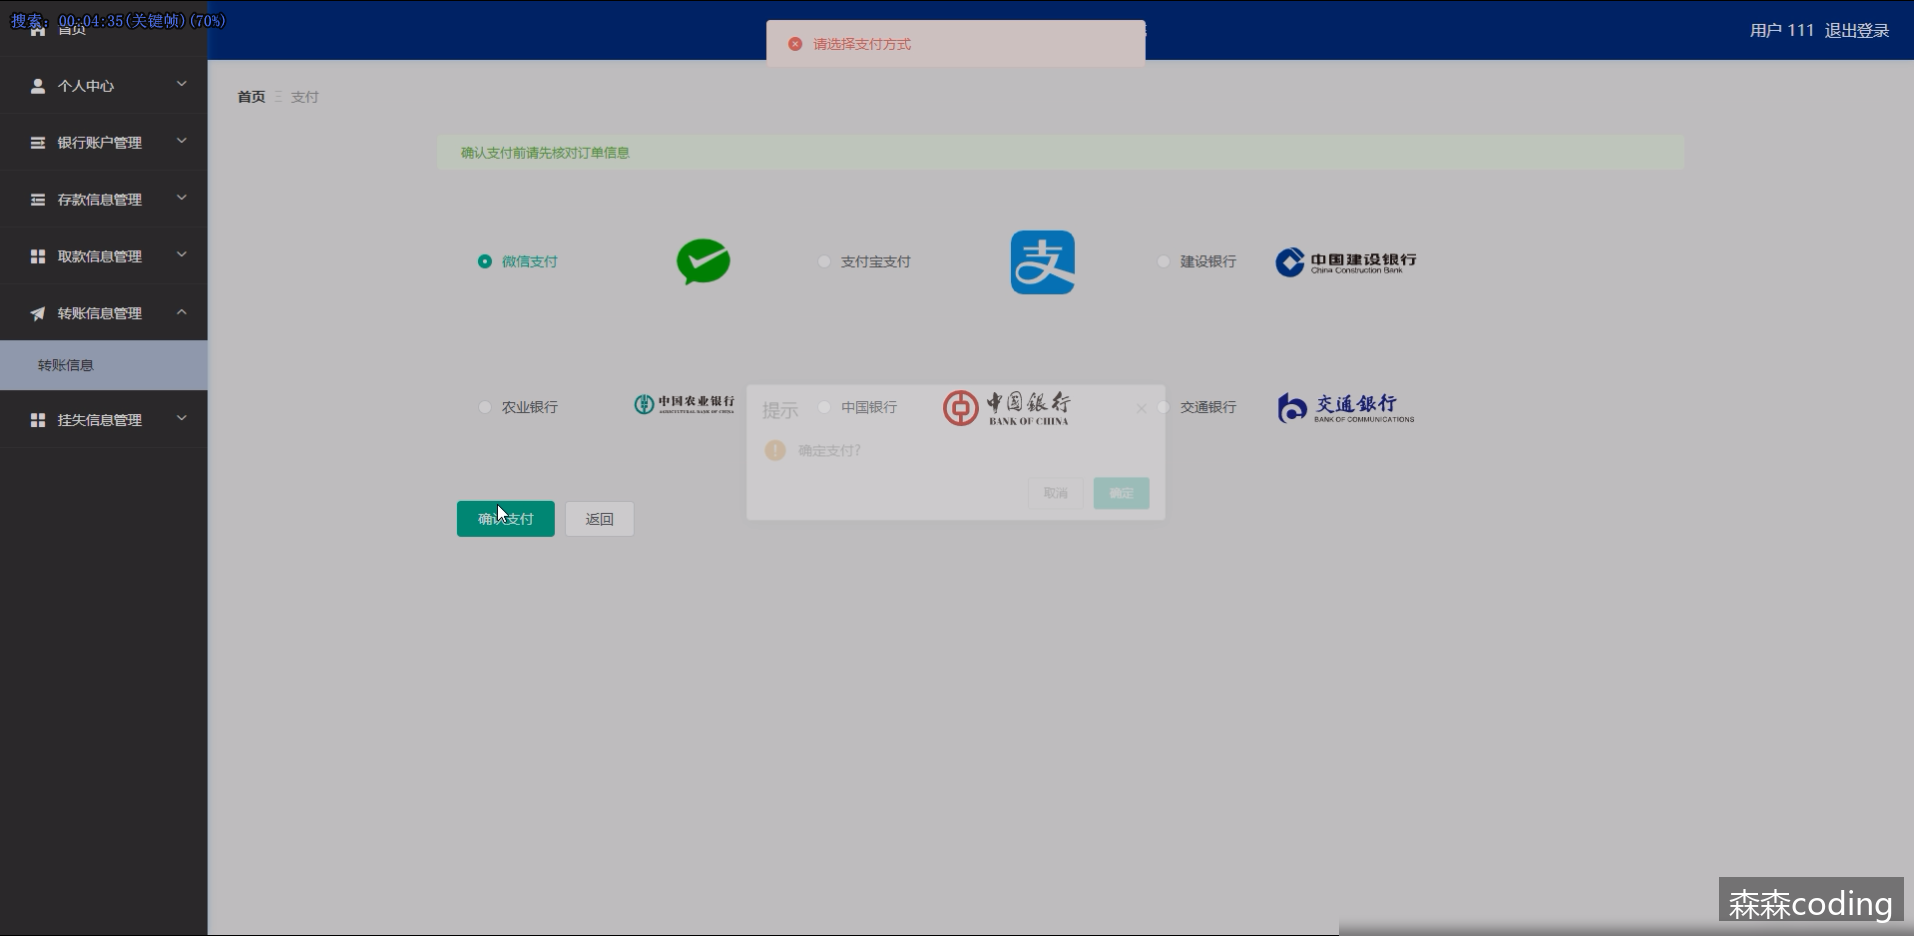 搜索：00:04:35(关键帧)(70%)
首页
请选择支付方式
用户 111 退出登录
个人中心
首页 支付
银行账户管理
确认支付前请先核对订单信息
存款信息管理
取款信息管理
微信支付
支付宝支付
支
建设银行
中国建设银行
China Construction Bank
转账信息管理
转账信息
农业银行
中国农业银行
AGRICULTURAL BANK OF CHINA
提示
中国银行
中国銀行
BANK OF CHINA
交通银行
交通銀行
BANK OF COMMUNICATIONS
挂失信息管理
确定支付?
取消 确定
确认支付 返回
森森coding